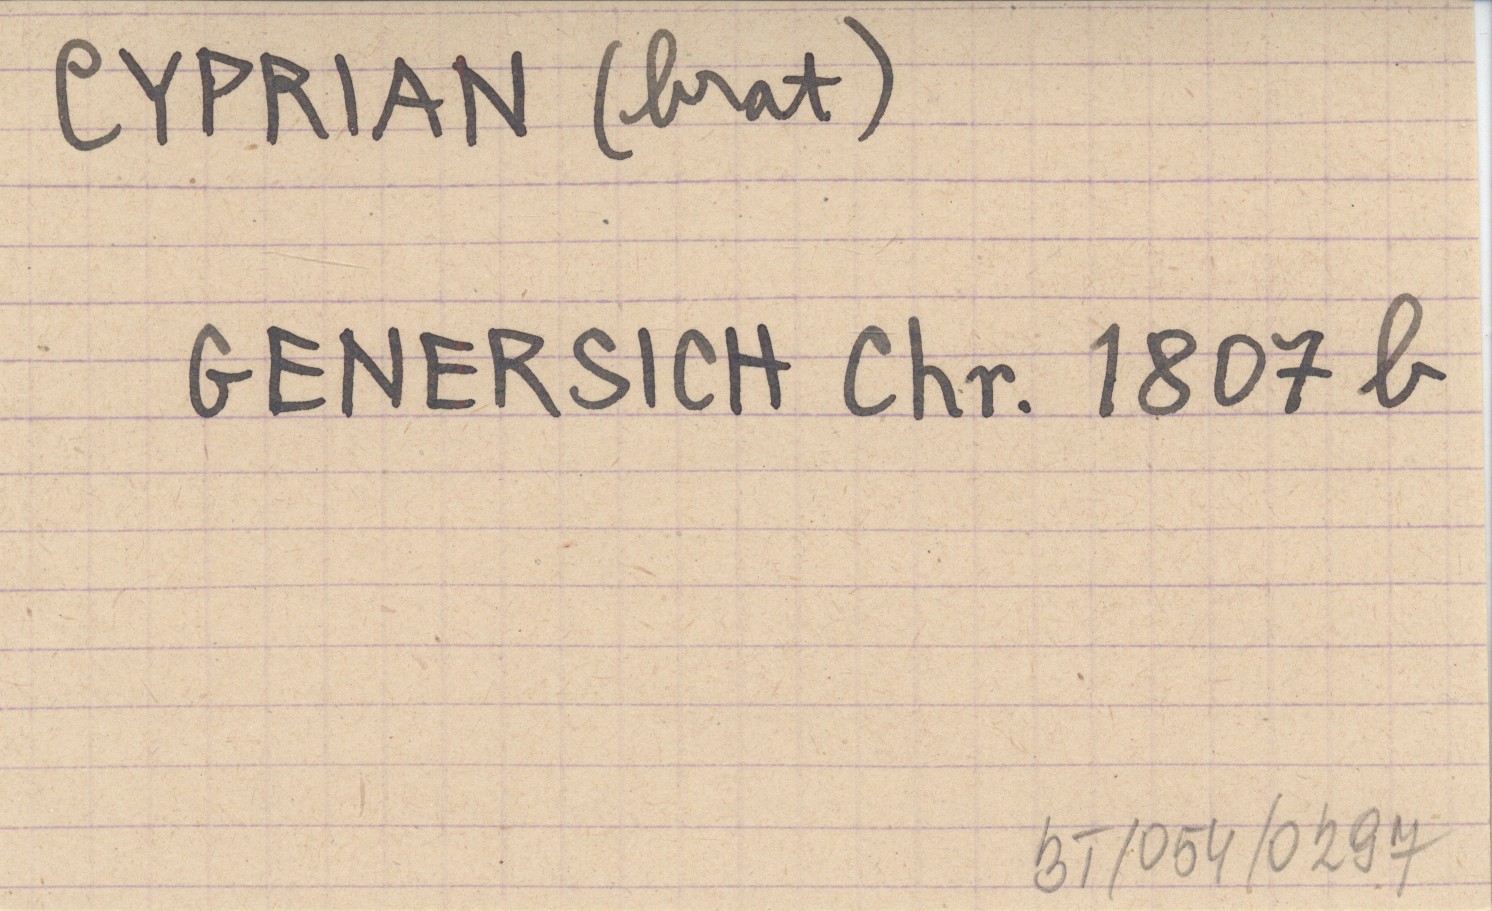 CYPRIAN (brat)
GENERSICH Chr. 1807 b
BT/054/0297